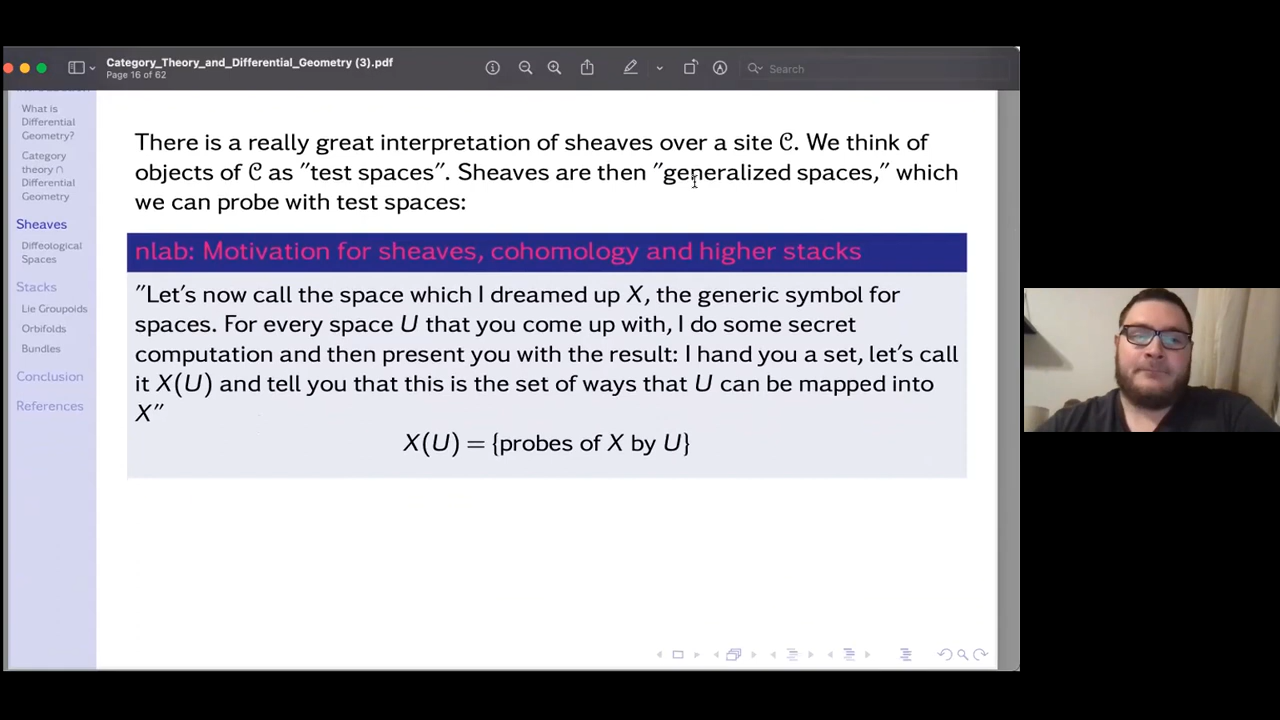 Category_Theory_and_Differential_Geometry (3).pdf
Page 16 of 62
Search
What is
Differential
Geometry?
Category
theory ∩
Differential
Geometry
Sheaves
Diffeological
Spaces
Stacks
Lie Groupoids
Orbifolds
Bundles
Conclusion
References
There is a really great interpretation of sheaves over a site 𝒞. We think of
objects of 𝒞 as "test spaces". Sheaves are then "generalized spaces," which
we can probe with test spaces:
nlab: Motivation for sheaves, cohomology and higher stacks
"Let's now call the space which I dreamed up X, the generic symbol for
spaces. For every space U that you come up with, I do some secret
computation and then present you with the result: I hand you a set, let's call
it X(U) and tell you that this is the set of ways that U can be mapped into
X"
X(U) = {probes of X by U}